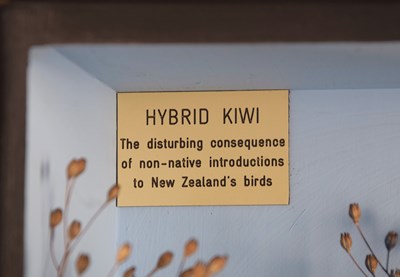 HYBRID KIWI
The disturbing consequence
of non-native introductions
to New Zealand's birds